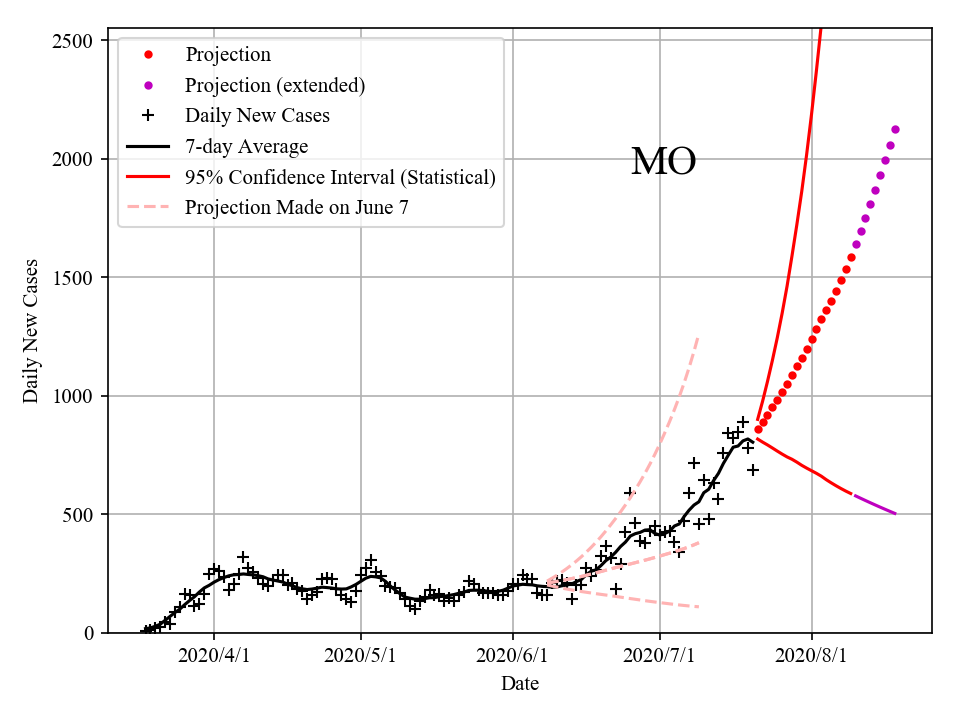 2500
2000
1500
1000
500
0
Daily New Cases
Projection
Projection (extended)
Daily New Cases
7-day Average
95% Confidence Interval (Statistical)
Projection Made on June 7
MO
2020/4/1
2020/5/1
2020/6/1
2020/7/1
2020/8/1
Date